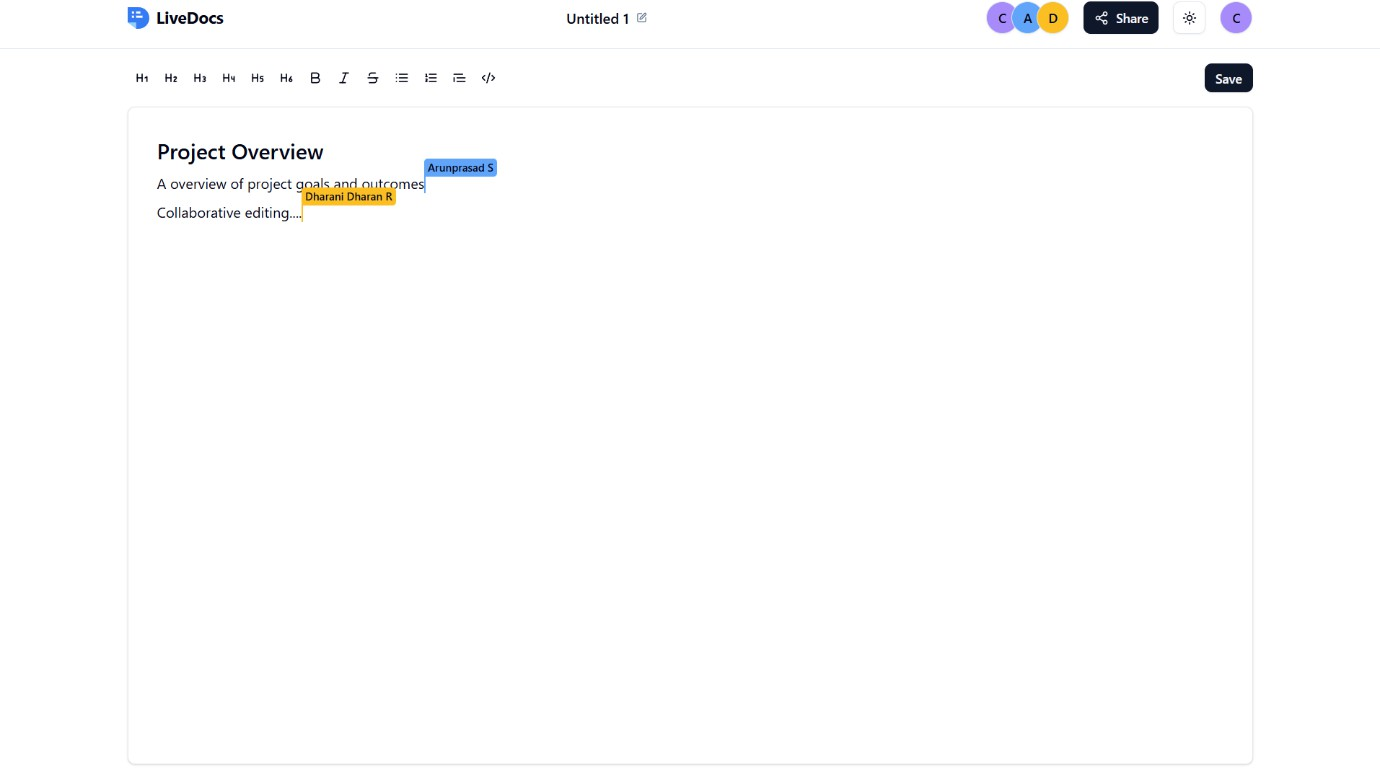 LiveDocs
Untitled 1
C A D
Share
C
H1 H2 H3 H4 H5 H6 B I S </>
Save
Project Overview
Arunprasad S
A overview of project goals and outcomes
Dharani Dharan R
Collaborative editing....